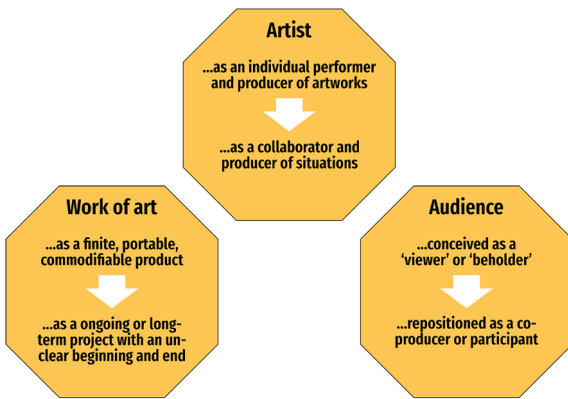 Artist
...as an individual performer
and producer of artworks
...as a collaborator and
producer of situations
Work of art
...as a finite, portable,
commodifiable product
...as a ongoing or long-
term project with an un-
clear beginning and end
Audience
...conceived as a
‘viewer’ or ‘beholder’
...repositioned as a co-
producer or participant